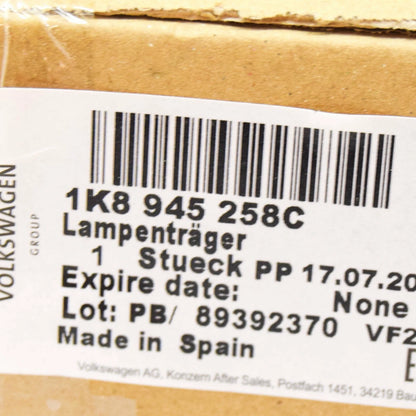 VOLKSWAGEN
GROUP
1K8 945 258C
Lampenträger
1 Stueck PP 17.07.20
Expire date: None
Lot: PB/ 89392370 VF2
Made in Spain
Volkswagen AG, Konzern After Sales, Postfach 1451, 34219 Bau